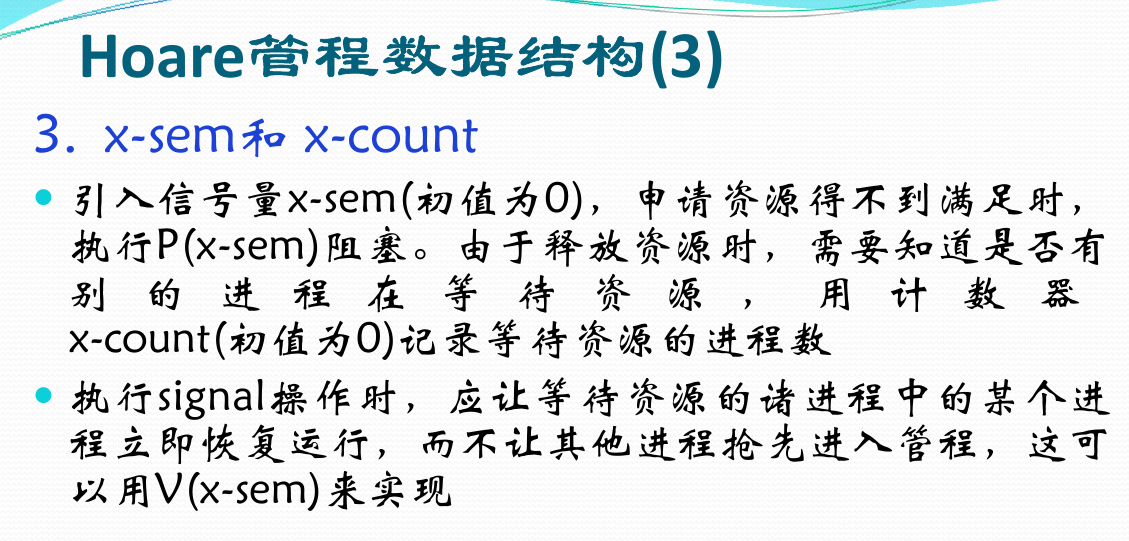 Hoare管程数据结构(3)
3. x-sem和 x-count
• 引入信号量x-sem(初值为0)，申请资源得不到满足时，
执行P(x-sem)阻塞。由于释放资源时，需要知道是否有
别的进程在等待资源，用计数器
x-count(初值为0)记录等待资源的进程数
• 执行signal操作时，应让等待资源的诸进程中的某个进
程立即恢复运行，而不让其他进程抢先进入管程，这可
以用V(x-sem)来实现